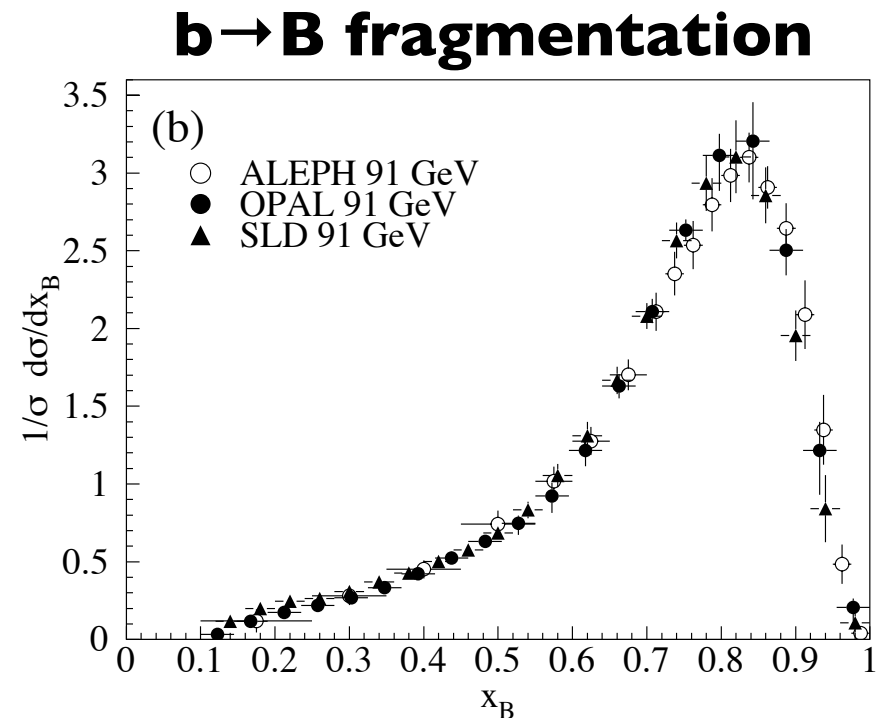 b→B fragmentation
(b)
ALEPH 91 GeV
OPAL 91 GeV
SLD 91 GeV
1/σ dσ/dx_B
3.5
3
2.5
2
1.5
1
0.5
0
0 0.1 0.2 0.3 0.4 0.5 0.6 0.7 0.8 0.9 1
x_B